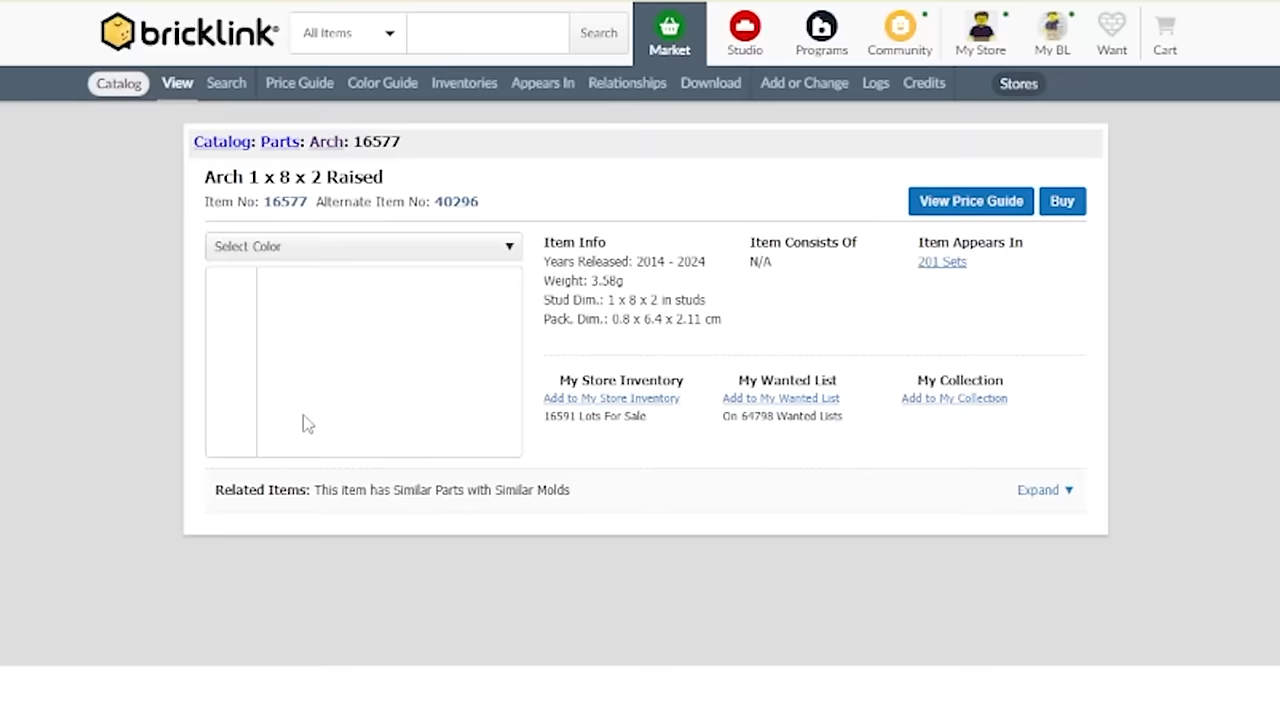 bricklink®
All Items
Search
Market
Studio
Programs
Community
My Store
My BL
Want
Cart
Catalog View Search Price Guide Color Guide Inventories Appears In Relationships Download Add or Change Logs Credits Stores
Catalog: Parts: Arch: 16577
Arch 1 x 8 x 2 Raised
Item No: 16577 Alternate Item No: 40296
View Price Guide
Buy
Select Color
Item Info
Years Released: 2014 - 2024
Weight: 3.58g
Stud Dim.: 1 x 8 x 2 in studs
Pack. Dim.: 0.8 x 6.4 x 2.11 cm
Item Consists Of
N/A
Item Appears In
201 Sets
My Store Inventory
Add to My Store Inventory
16591 Lots For Sale
My Wanted List
Add to My Wanted List
On 64798 Wanted Lists
My Collection
Add to My Collection
Related Items: This item has Similar Parts with Similar Molds
Expand ▼